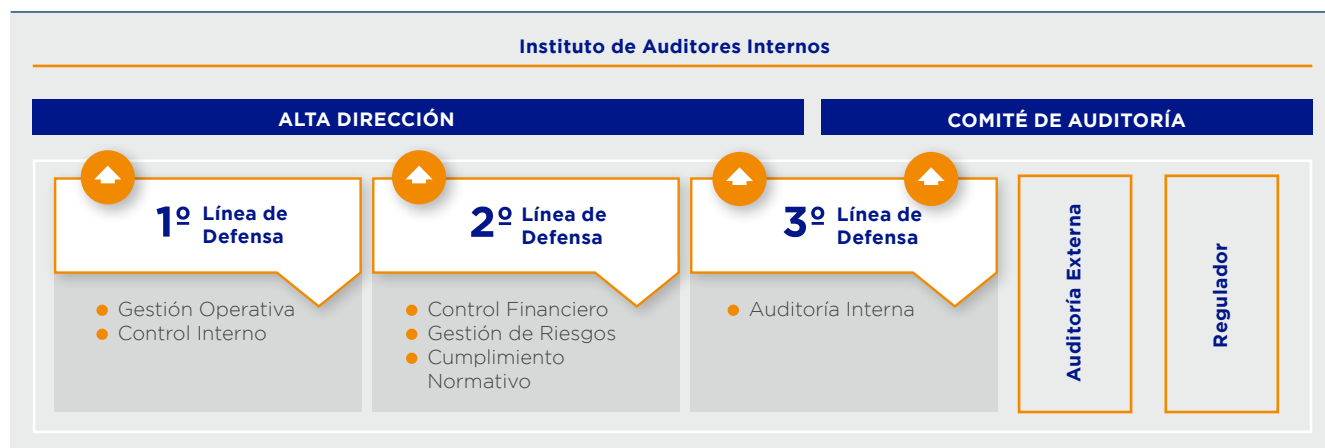 Instituto de Auditores Internos
ALTA DIRECCIÓN
COMITÉ DE AUDITORÍA
1º Línea de
Defensa
2º Línea de
Defensa
3º Línea de
Defensa
Gestión Operativa
Control Interno
Control Financiero
Gestión de Riesgos
Cumplimiento
Normativo
Auditoría Interna
Auditoría Externa
Regulador